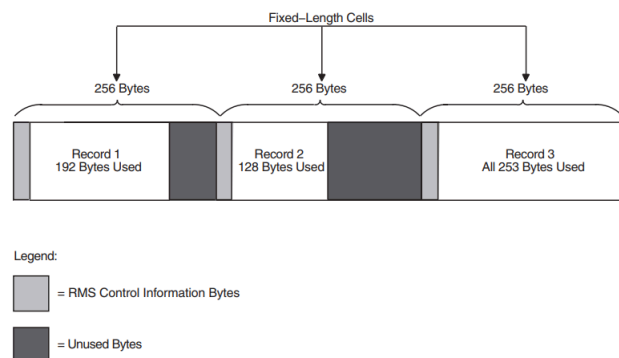 Fixed–Length Cells
256 Bytes
256 Bytes
256 Bytes
Record 1
192 Bytes Used
Record 2
128 Bytes Used
Record 3
All 253 Bytes Used
Legend:
= RMS Control Information Bytes
= Unused Bytes